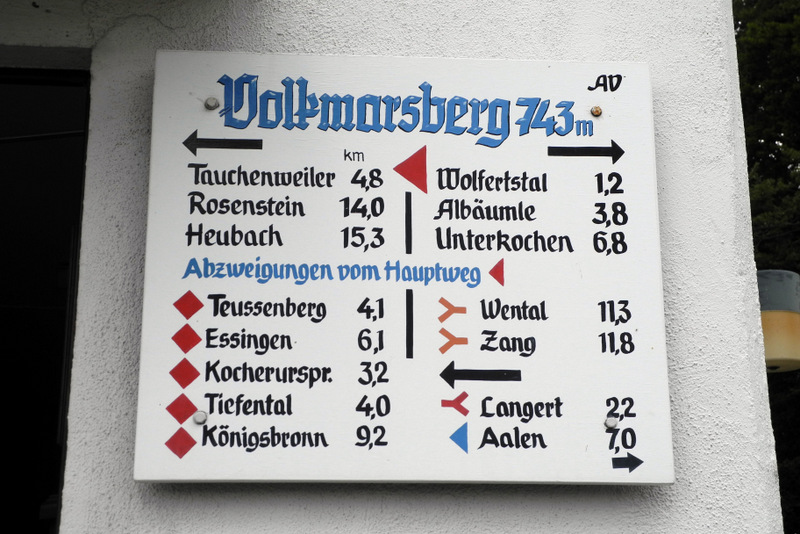 AV
Volkmarsberg 743m
km
Tauchenweiler 4,8
Rosenstein 14,0
Heubach 15,3
Wolfertstal 1,2
Albäumle 3,8
Unterkochen 6,8
Abzweigungen vom Hauptweg
Teussenberg 4,1
Essingen 6,1
Kocherurspr. 3,2
Tiefental 4,0
Königsbronn 9,2
Wental 11,3
Zang 11,8
Langert 2,2
Aalen 7,0